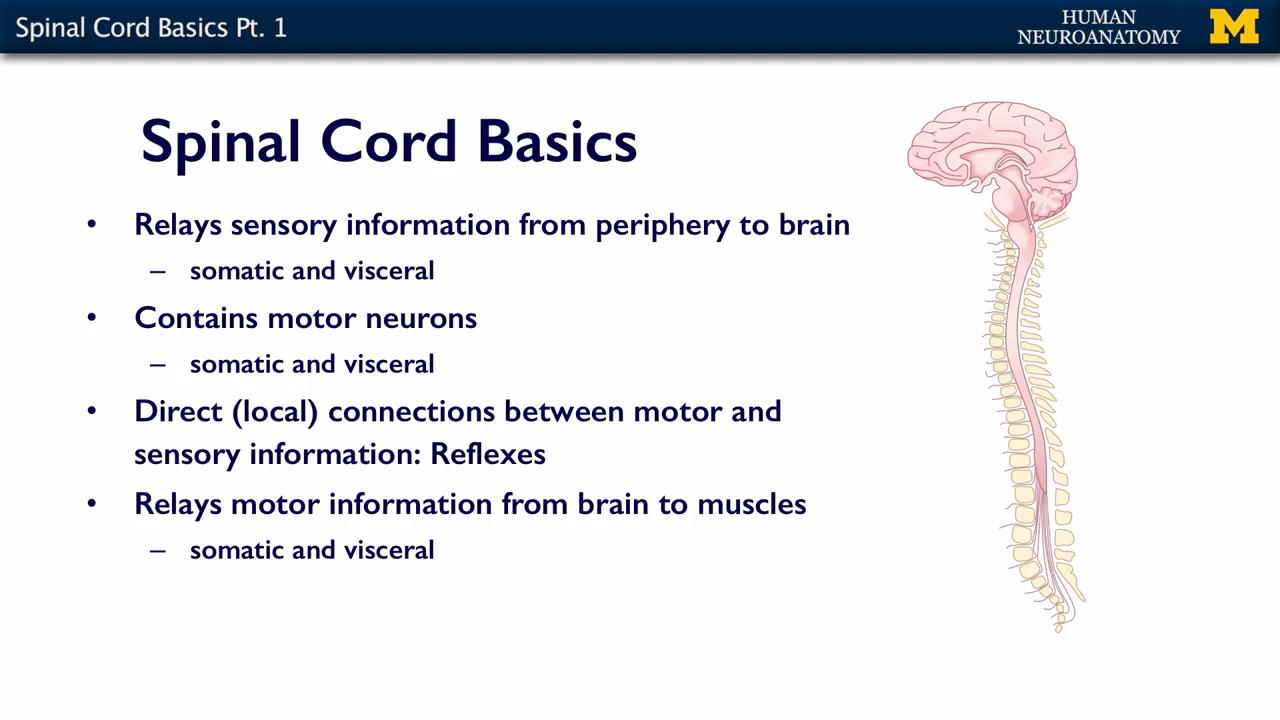 Spinal Cord Basics Pt. 1
HUMAN
NEUROANATOMY
M
Spinal Cord Basics
• Relays sensory information from periphery to brain
– somatic and visceral
• Contains motor neurons
– somatic and visceral
• Direct (local) connections between motor and
sensory information: Reflexes
• Relays motor information from brain to muscles
– somatic and visceral